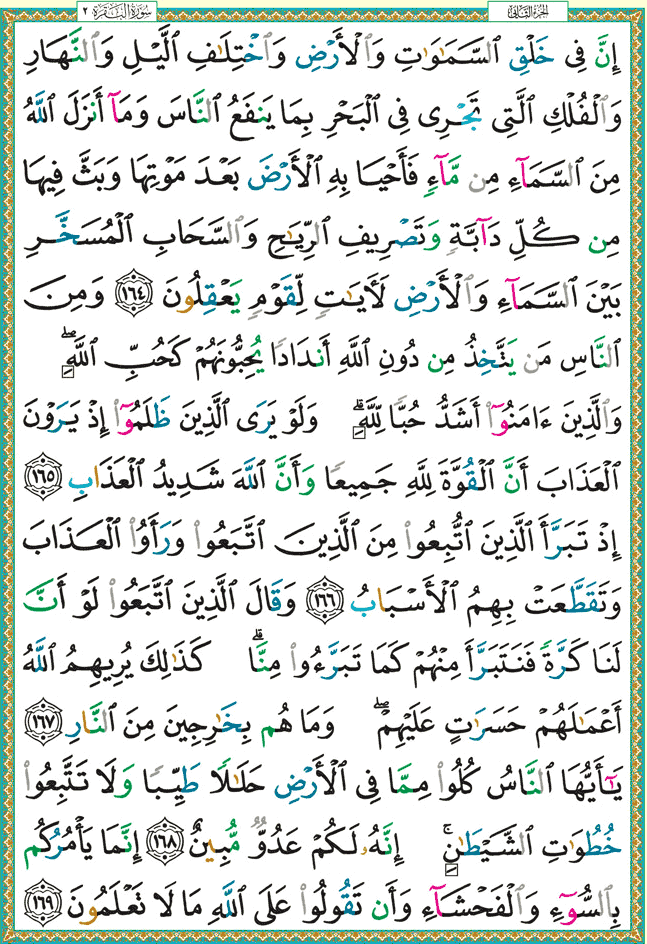 الجزء الثاني
سورة البقرة ٢
إِنَّ فِى خَلْقِ ٱلسَّمَٰوَٰتِ وَٱلْأَرْضِ وَٱخْتِلَٰفِ ٱلَّيْلِ وَٱلنَّهَارِ
وَٱلْفُلْكِ ٱلَّتِى تَجْرِى فِى ٱلْبَحْرِ بِمَا يَنفَعُ ٱلنَّاسَ وَمَآ أَنزَلَ ٱللَّهُ
مِنَ ٱلسَّمَآءِ مِن مَّآءٍ فَأَحْيَا بِهِ ٱلْأَرْضَ بَعْدَ مَوْتِهَا وَبَثَّ فِيهَا
مِن كُلِّ دَآبَّةٍ وَتَصْرِيفِ ٱلرِّيَٰحِ وَٱلسَّحَابِ ٱلْمُسَخَّرِ
بَيْنَ ٱلسَّمَآءِ وَٱلْأَرْضِ لَأَيَٰتٍ لِّقَوْمٍ يَعْقِلُونَ ١٦٤ وَمِنَ
ٱلنَّاسِ مَن يَتَّخِذُ مِن دُونِ ٱللَّهِ أَندَادًا يُحِبُّونَهُمْ كَحُبِّ ٱللَّهِ ۖ
وَٱلَّذِينَ ءَامَنُوٓا۟ أَشَدُّ حُبًّا لِّلَّهِ ۗ وَلَوْ يَرَى ٱلَّذِينَ ظَلَمُوٓا۟ إِذْ يَرَوْنَ
ٱلْعَذَابَ أَنَّ ٱلْقُوَّةَ لِلَّهِ جَمِيعًا وَأَنَّ ٱللَّهَ شَدِيدُ ٱلْعَذَابِ ١٦٥
إِذْ تَبَرَّأَ ٱلَّذِينَ ٱتُّبِعُوا۟ مِنَ ٱلَّذِينَ ٱتَّبَعُوا۟ وَرَأَوُا۟ ٱلْعَذَابَ
وَتَقَطَّعَتْ بِهِمُ ٱلْأَسْبَابُ ١٦٦ وَقَالَ ٱلَّذِينَ ٱتَّبَعُوا۟ لَوْ أَنَّ
لَنَا كَرَّةً فَنَتَبَرَّأَ مِنْهُمْ كَمَا تَبَرَّءُوا۟ مِنَّا ۗ كَذَٰلِكَ يُرِيهِمُ ٱللَّهُ
أَعْمَٰلَهُمْ حَسَرَٰتٍ عَلَيْهِمْ ۖ وَمَا هُم بِخَٰرِجِينَ مِنَ ٱلنَّارِ ١٦٧
يَٰٓأَيُّهَا ٱلنَّاسُ كُلُوا۟ مِمَّا فِى ٱلْأَرْضِ حَلَٰلًا طَيِّبًا وَلَا تَتَّبِعُوا۟
خُطُوَٰتِ ٱلشَّيْطَٰنِ ۚ إِنَّهُۥ لَكُمْ عَدُوٌّ مُّبِينٌ ١٦٨ إِنَّمَا يَأْمُرُكُم
بِٱلسُّوٓءِ وَٱلْفَحْشَآءِ وَأَن تَقُولُوا۟ عَلَى ٱللَّهِ مَا لَا تَعْلَمُونَ ١٦٩